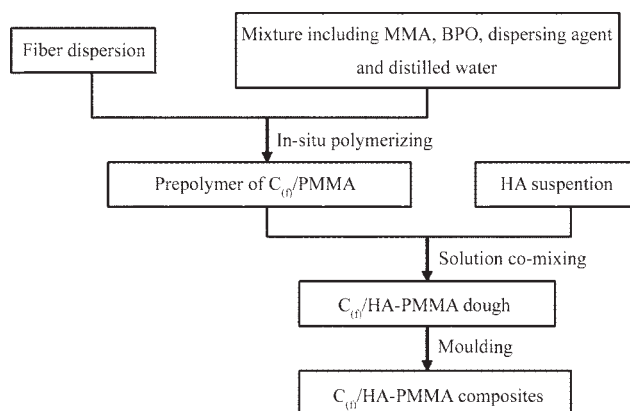 Fiber dispersion
Mixture including MMA, BPO, dispersing agent
and distilled water
In-situ polymerizing
Prepolymer of C(f)/PMMA
HA suspention
Solution co-mixing
C(f)/HA-PMMA dough
Moulding
C(f)/HA-PMMA composites